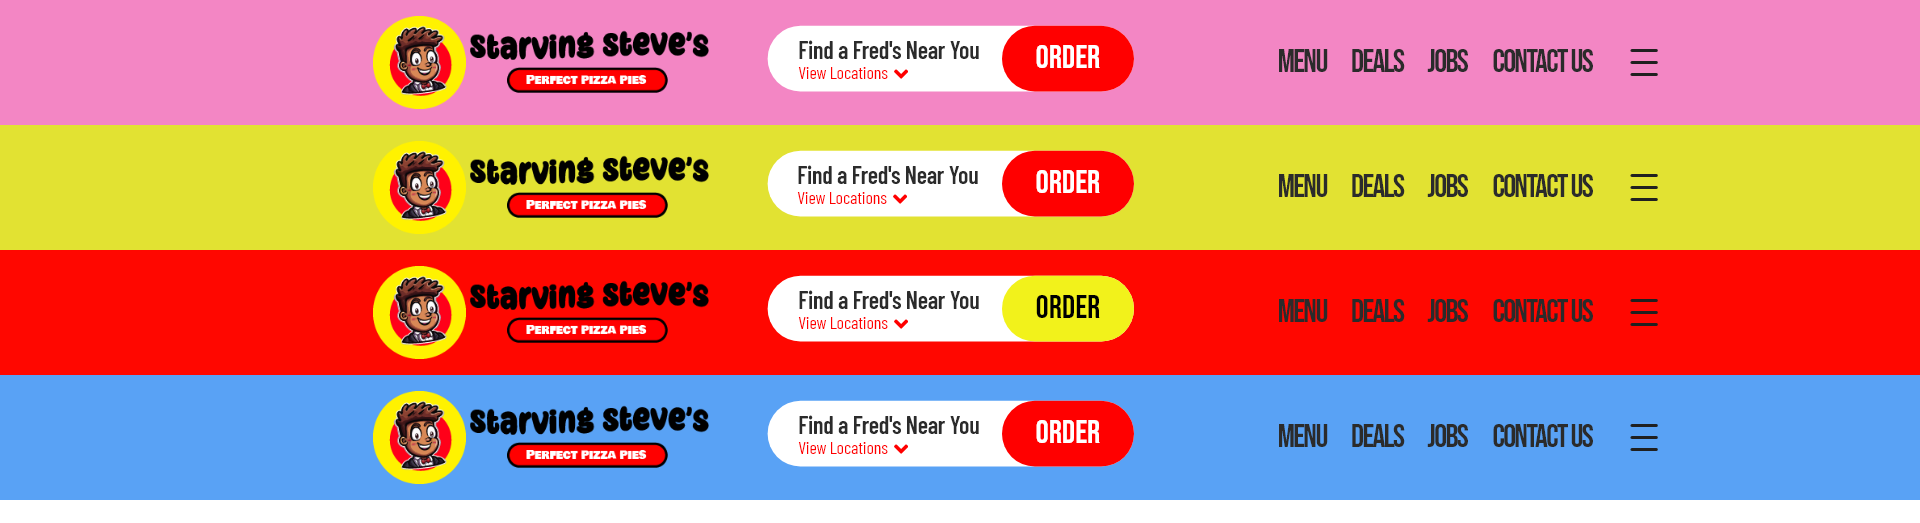 Starving Steve's
PERFECT PIZZA PIES
Find a Fred's Near You
View Locations
ORDER
MENU DEALS JOBS CONTACT US
Starving Steve's
PERFECT PIZZA PIES
Find a Fred's Near You
View Locations
ORDER
MENU DEALS JOBS CONTACT US
Starving Steve's
PERFECT PIZZA PIES
Find a Fred's Near You
View Locations
ORDER
MENU DEALS JOBS CONTACT US
Starving Steve's
PERFECT PIZZA PIES
Find a Fred's Near You
View Locations
ORDER
MENU DEALS JOBS CONTACT US